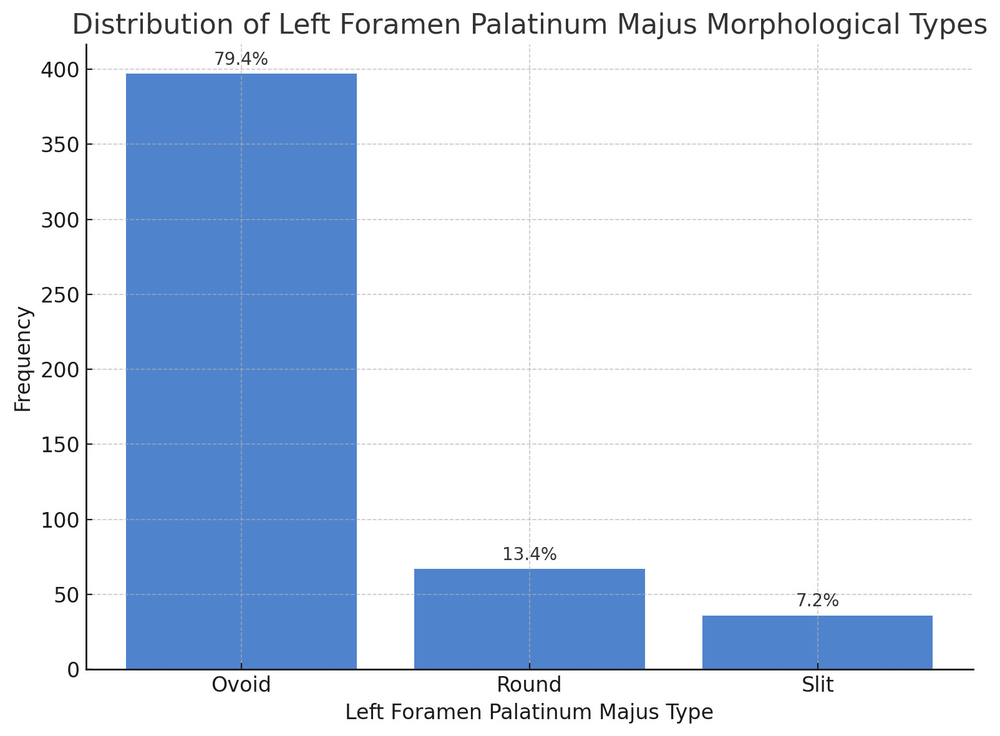 Distribution of Left Foramen Palatinum Majus Morphological Types
79.4%
13.4%
7.2%
400
350
300
250
200
150
100
50
0
Frequency
Ovoid
Round
Slit
Left Foramen Palatinum Majus Type